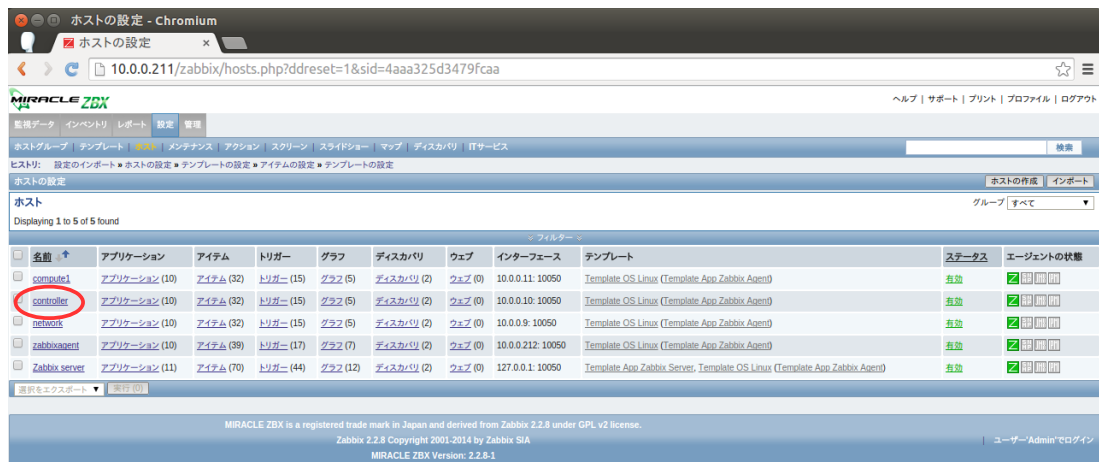 ホストの設定 - Chromium
ホストの設定 ×
10.0.0.211/zabbix/hosts.php?ddreset=1&sid=4aaa325d3479fcaa
MIRACLE ZBX
ヘルプ | サポート | プリント | プロファイル | ログアウト
監視データ インベントリ レポート 設定 管理
ホストグループ | テンプレート | ホスト | メンテナンス | アクション | スクリーン | スライドショー | マップ | ディスカバリ | ITサービス 検索
ヒストリ: 設定のインポート » ホストの設定 » テンプレートの設定 » アイテムの設定 » テンプレートの設定
ホストの設定 ホストの作成 インポート
ホスト グループ すべて
Displaying 1 to 5 of 5 found
フィルター
名前 アプリケーション アイテム トリガー グラフ ディスカバリ ウェブ インターフェース テンプレート ステータス エージェントの状態
compute1 アプリケーション (10) アイテム (32) トリガー (15) グラフ (5) ディスカバリ (2) ウェブ (0) 10.0.0.11: 10050 Template OS Linux (Template App Zabbix Agent) 有効 Z
controller アプリケーション (10) アイテム (32) トリガー (15) グラフ (5) ディスカバリ (2) ウェブ (0) 10.0.0.10: 10050 Template OS Linux (Template App Zabbix Agent) 有効 Z
network アプリケーション (10) アイテム (32) トリガー (15) グラフ (5) ディスカバリ (2) ウェブ (0) 10.0.0.9: 10050 Template OS Linux (Template App Zabbix Agent) 有効 Z
zabbixagent アプリケーション (10) アイテム (39) トリガー (17) グラフ (7) ディスカバリ (2) ウェブ (0) 10.0.0.212: 10050 Template OS Linux (Template App Zabbix Agent) 有効 Z
Zabbix server アプリケーション (11) アイテム (70) トリガー (44) グラフ (12) ディスカバリ (2) ウェブ (0) 127.0.0.1: 10050 Template App Zabbix Server, Template OS Linux (Template App Zabbix Agent) 有効 Z
選択をエクスポート 実行 (0)
MIRACLE ZBX is a registered trade mark in Japan and derived from Zabbix 2.2.8 under GPL v2 license.
Zabbix 2.2.8 Copyright 2001-2014 by Zabbix SIA | ユーザー'Admin'でログイン
MIRACLE ZBX Version: 2.2.8-1